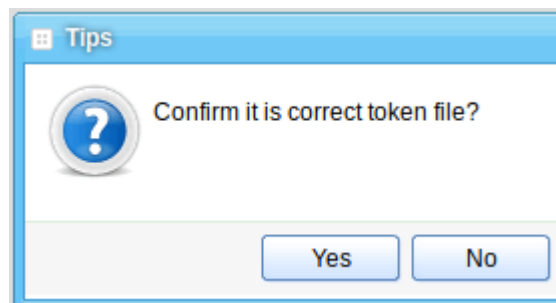 Tips
Confirm it is correct token file?
Yes
No